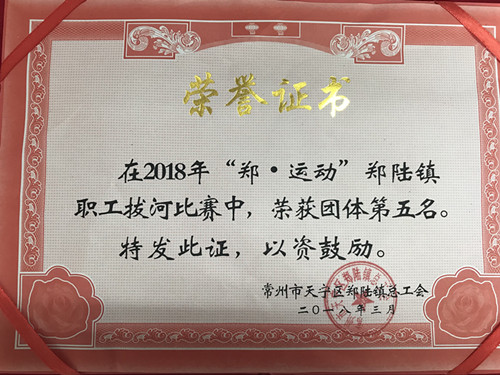 荣誉证书
在2018年“郑·运动”郑陆镇
职工拔河比赛中，荣获团体第五名。
特发此证，以资鼓励。
常州市天宁区郑陆镇总工会
二〇一八年三月